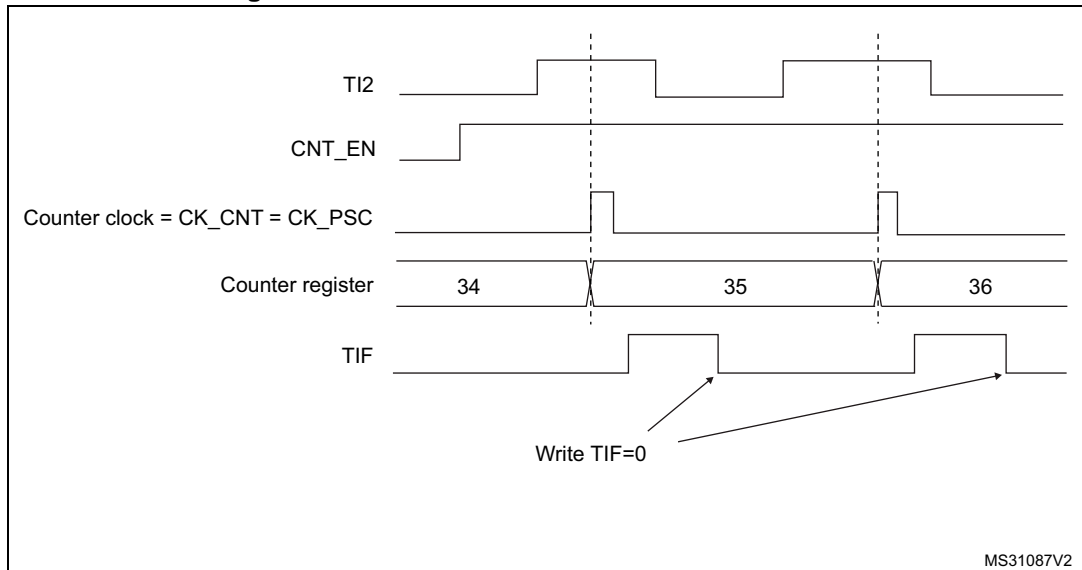 TI2
CNT_EN
Counter clock = CK_CNT = CK_PSC
Counter register 34 35 36
TIF
Write TIF=0
MS31087V2